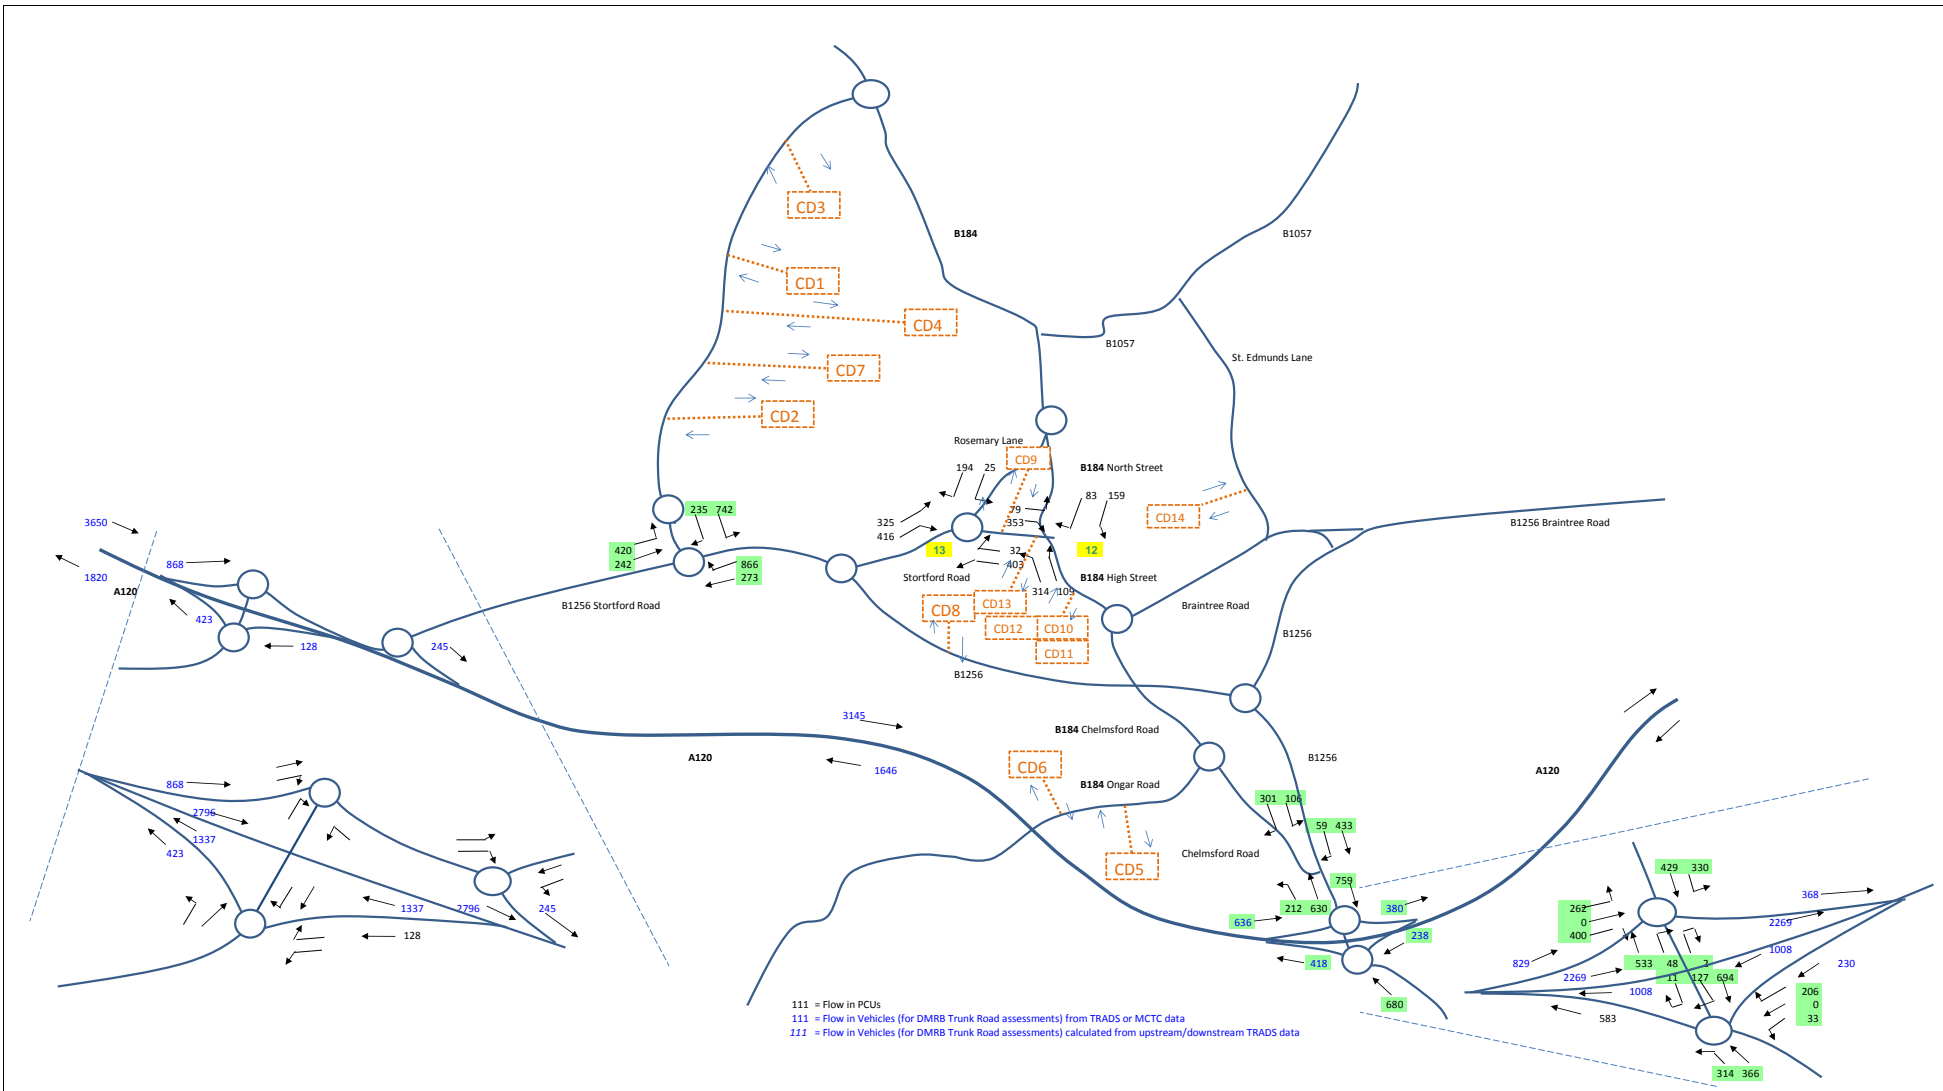 CD3
B184
B1057
CD1
CD4
B1057
St. Edmunds Lane
CD7
CD2
Rosemary Lane
CD9
B184 North Street
194 25
83 159
79
325
353
416
CD14
B1256 Braintree Road
235 742
3650
420
242
13
12
32
403
868
866
273
1820
A120
Stortford Road
B184 High Street
314 109
B1256 Stortford Road
CD8
CD13
Braintree Road
423
CD12
CD10
B1256
128
245
CD11
B1256
3145
B184 Chelmsford Road
A120
1646
CD6
B184 Ongar Road
B1256
A120
868
2796
1337
423
301 106
59 433
Chelmsford Road
CD5
429 330
759
368
1337
2796
245
212 630
380
262
0
400
636
2269
128
238
1008
418
829
533 48 2
230
2269
11 127 694
1008
206
0
33
680
583
314 366
111 = Flow in PCUs
111 = Flow in Vehicles (for DMRB Trunk Road assessments) from TRADS or MCTC data
111 = Flow in Vehicles (for DMRB Trunk Road assessments) calculated from upstream/downstream TRADS data